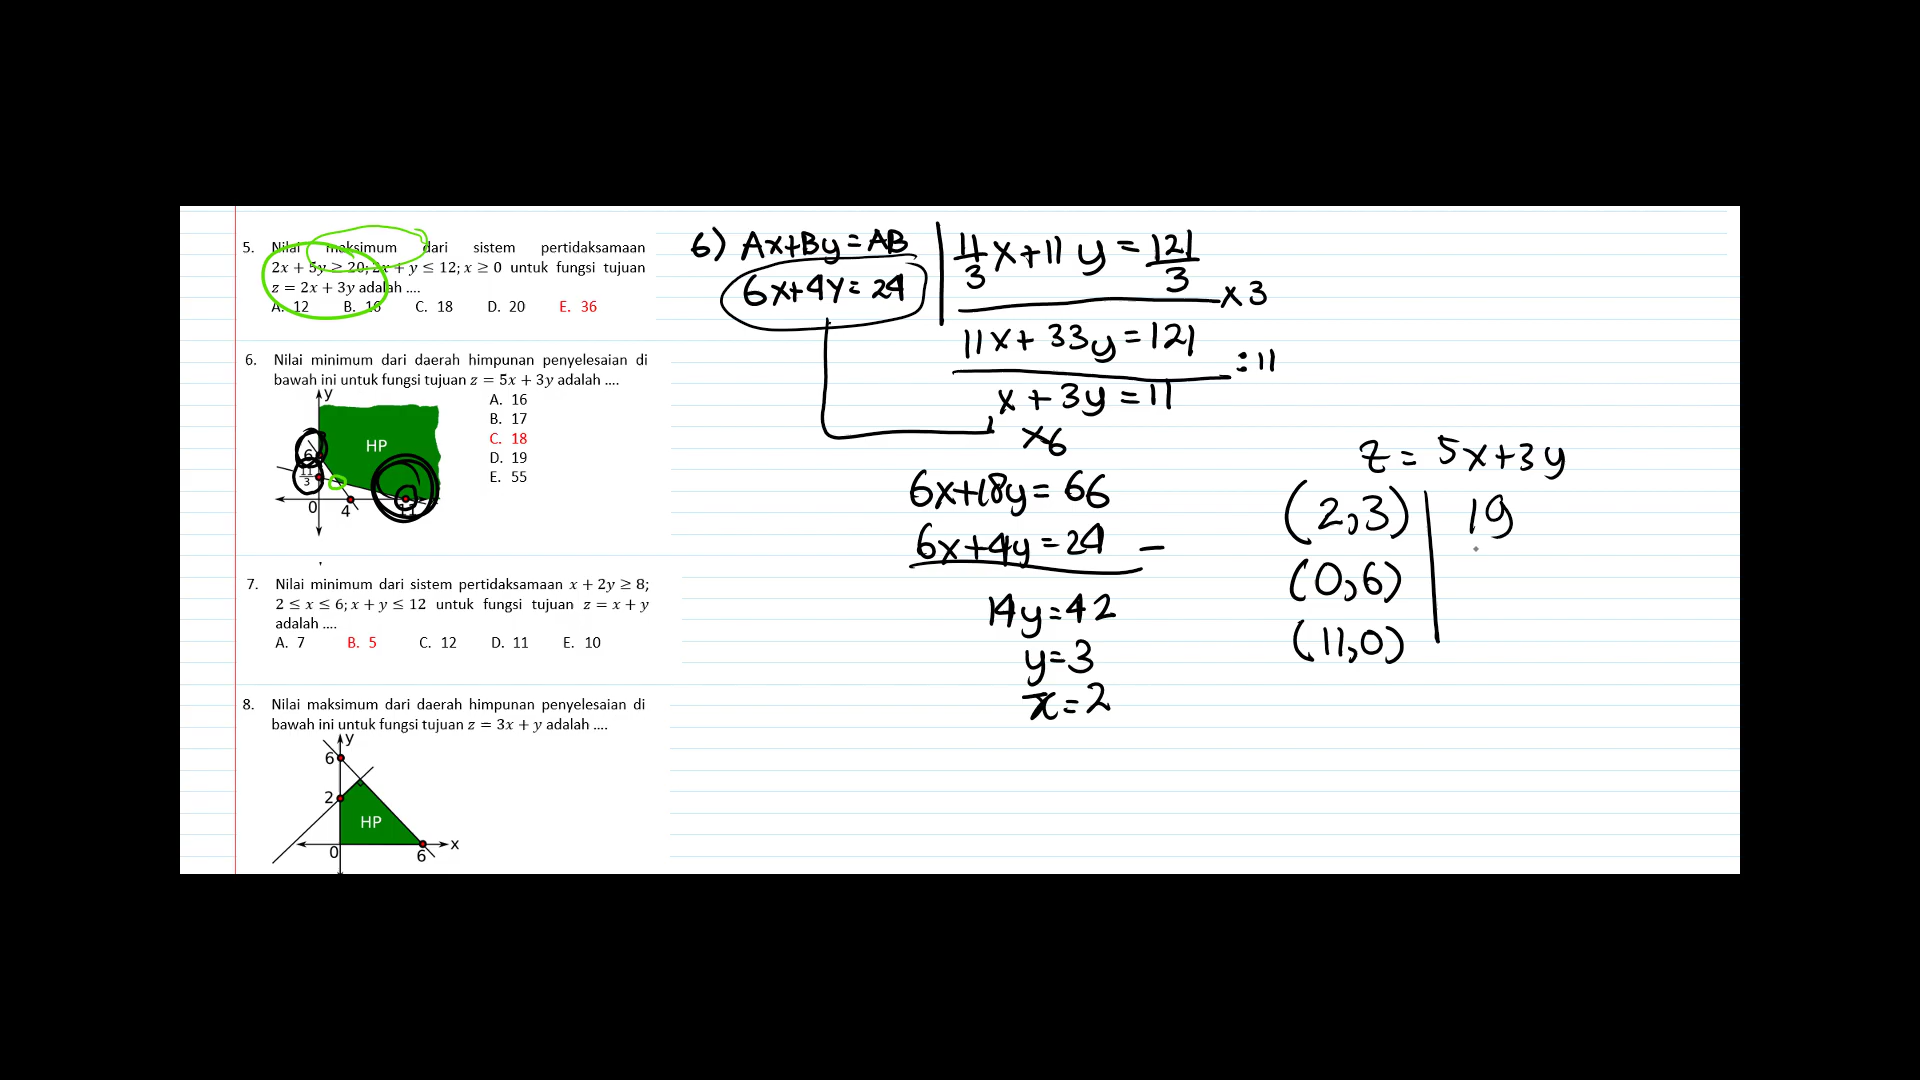 5. Nilai maksimum dari sistem pertidaksamaan
2x + 5y ≥ 20; 2x + y ≤ 12; x ≥ 0 untuk fungsi tujuan
z = 2x + 3y adalah ....
A. 12 B. 16 C. 18 D. 20 E. 36
6. Nilai minimum dari daerah himpunan penyelesaian di
bawah ini untuk fungsi tujuan z = 5x + 3y adalah ....
y
A. 16
B. 17
C. 18
D. 19
E. 55
HP
6
11/3
0 4 11
7. Nilai minimum dari sistem pertidaksamaan x + 2y ≥ 8;
2 ≤ x ≤ 6; x + y ≤ 12 untuk fungsi tujuan z = x + y
adalah ....
A. 7 B. 5 C. 12 D. 11 E. 10
8. Nilai maksimum dari daerah himpunan penyelesaian di
bawah ini untuk fungsi tujuan z = 3x + y adalah ....
y
6
2
HP
x
0 6
6) Ax+By=AB
6x+4y=24
11/3 x+11y = 121/3
x3
11x+33y=121
:11
x+3y=11
x6
6x+18y=66
6x+4y=24 −
14y=42
y=3
x=2
z = 5x+3y
(2,3) 19
(0,6)
(11,0)